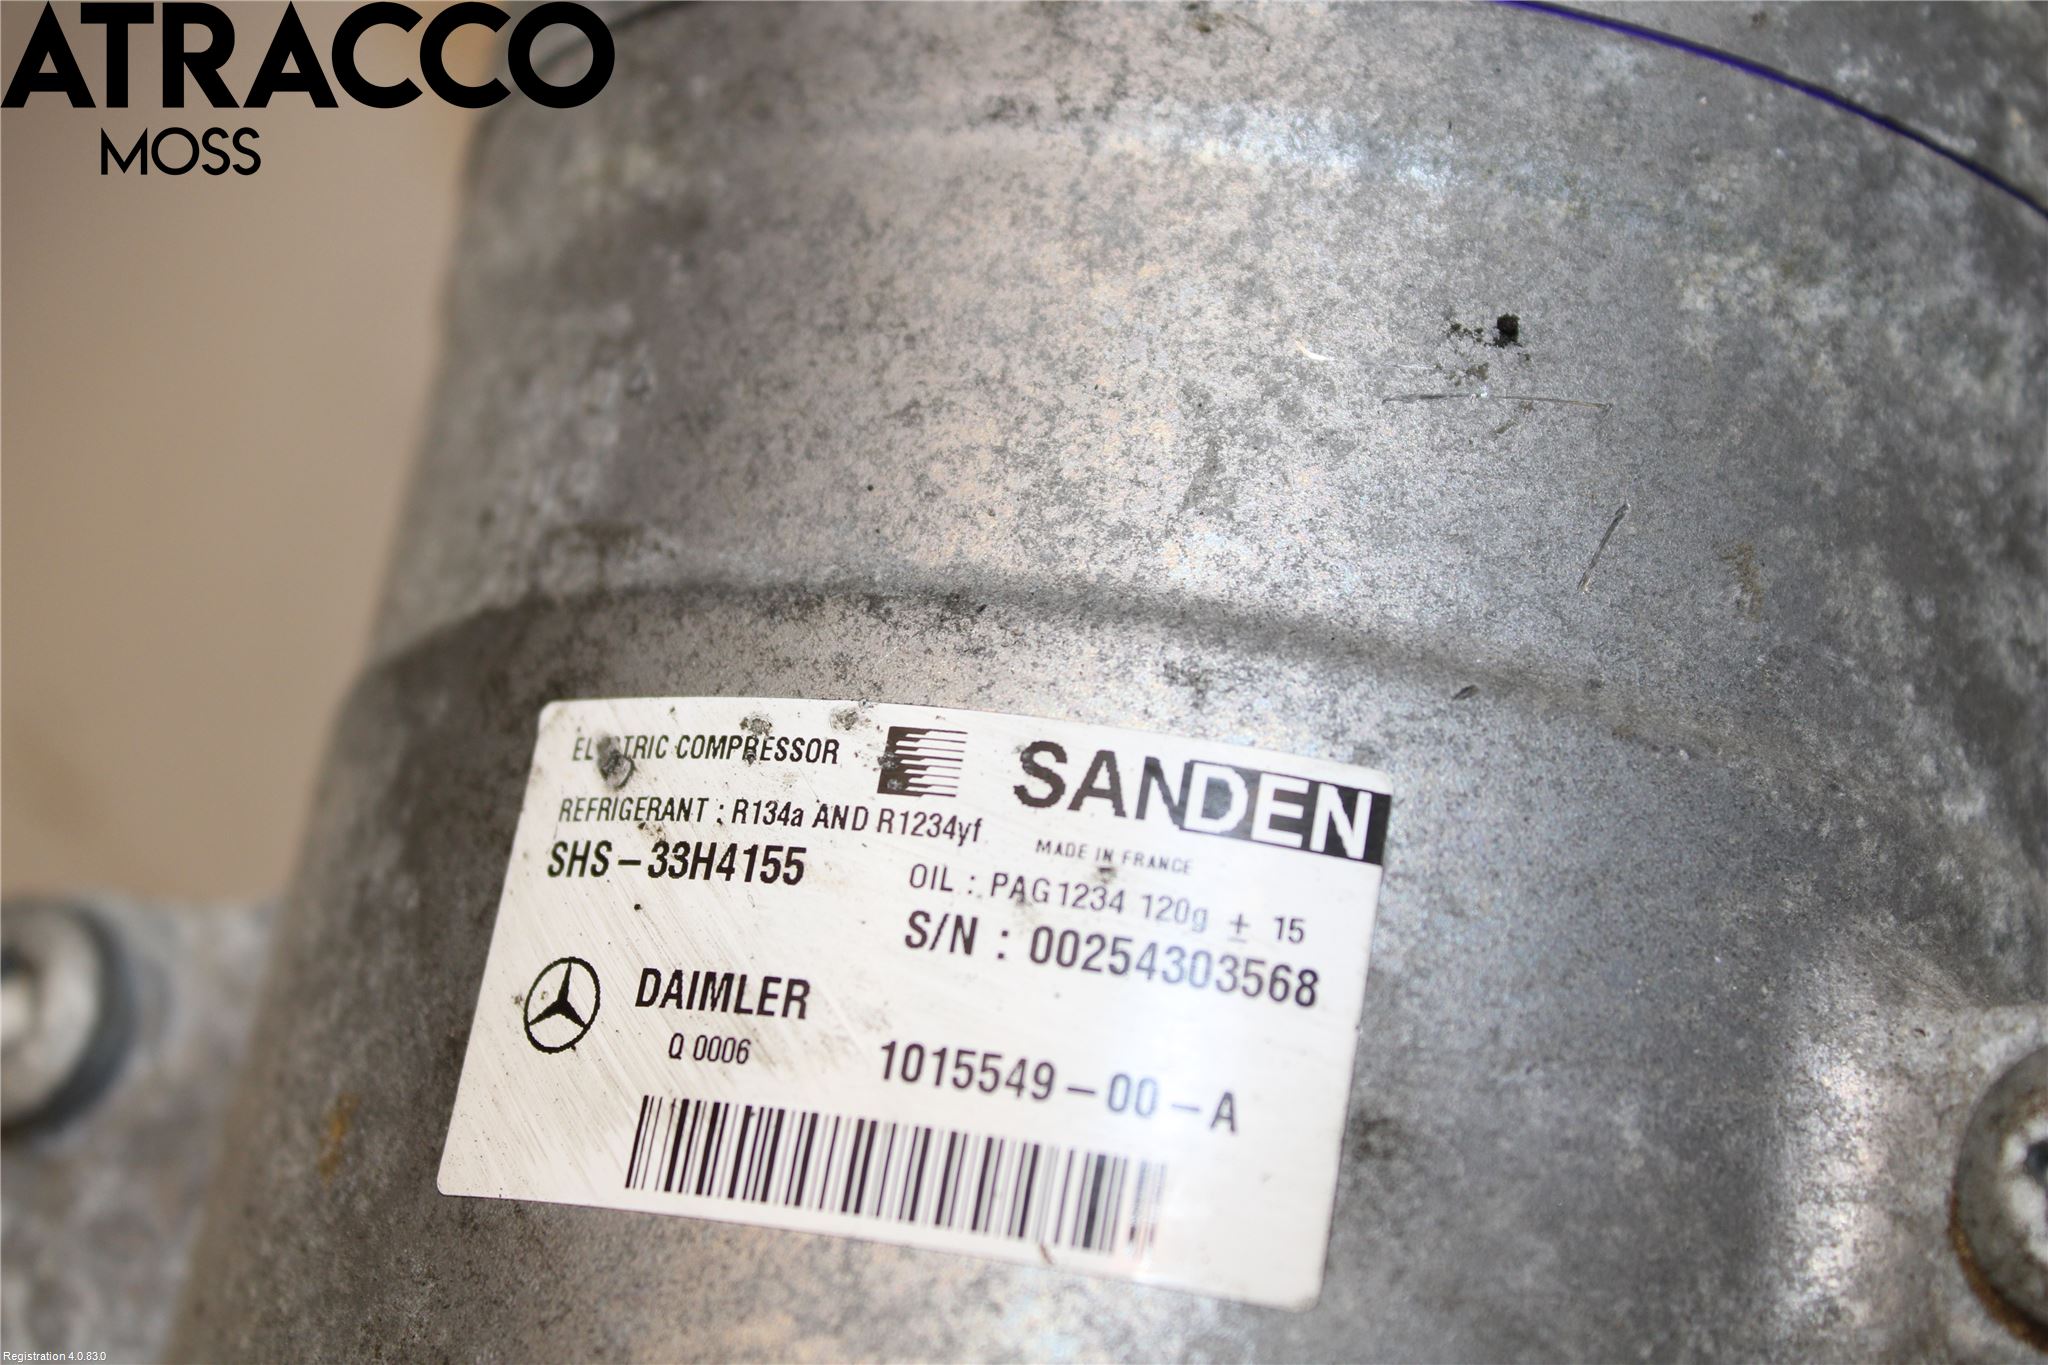 ATRACCO
MOSS
ELECTRIC COMPRESSOR
SANDEN
REFRIGERANT : R134a AND R1234yf
MADE IN FRANCE
SHS-33H4155
OIL : PAG1234 120g ± 15
S/N : 00254303568
DAIMLER
Q 0006
1015549-00-A
Registration 4.0.83.0